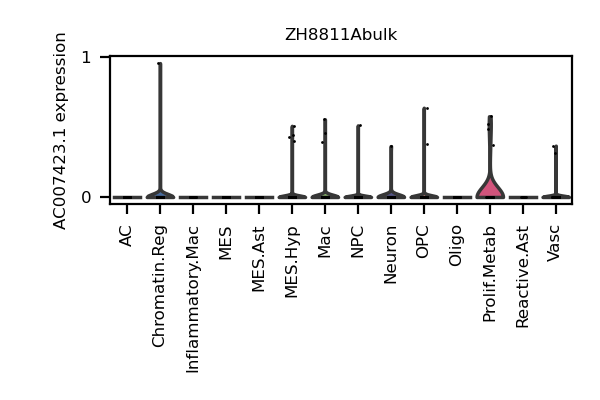 ZH8811Abulk
AC007423.1 expression
1
0
AC
Chromatin.Reg
Inflammatory.Mac
MES
MES.Ast
MES.Hyp
Mac
NPC
Neuron
OPC
Oligo
Prolif.Metab
Reactive.Ast
Vasc